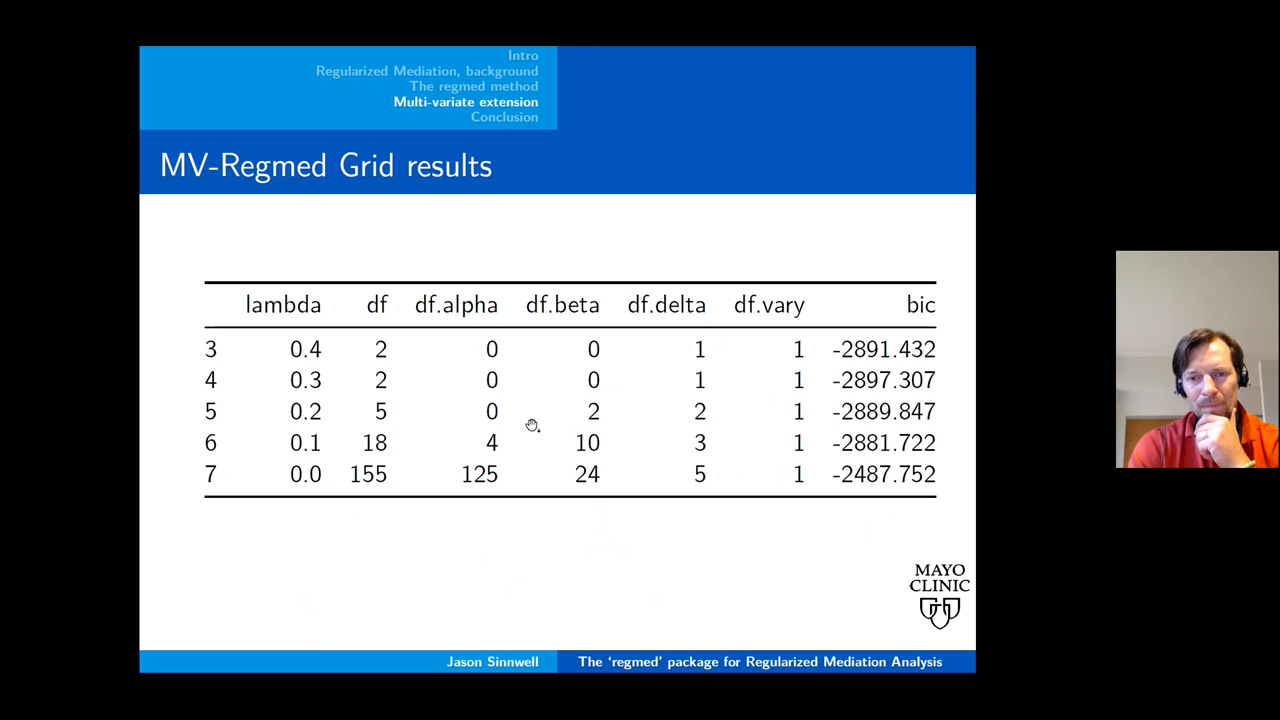 Intro
Regularized Mediation, background
The regmed method
Multi-variate extension
Conclusion
MV-Regmed Grid results
lambda df df.alpha df.beta df.delta df.vary bic
3 0.4 2 0 0 1 1 -2891.432
4 0.3 2 0 0 1 1 -2897.307
5 0.2 5 0 2 2 1 -2889.847
6 0.1 18 4 10 3 1 -2881.722
7 0.0 155 125 24 5 1 -2487.752
MAYO
CLINIC
Jason Sinnwell The ‘regmed’ package for Regularized Mediation Analysis